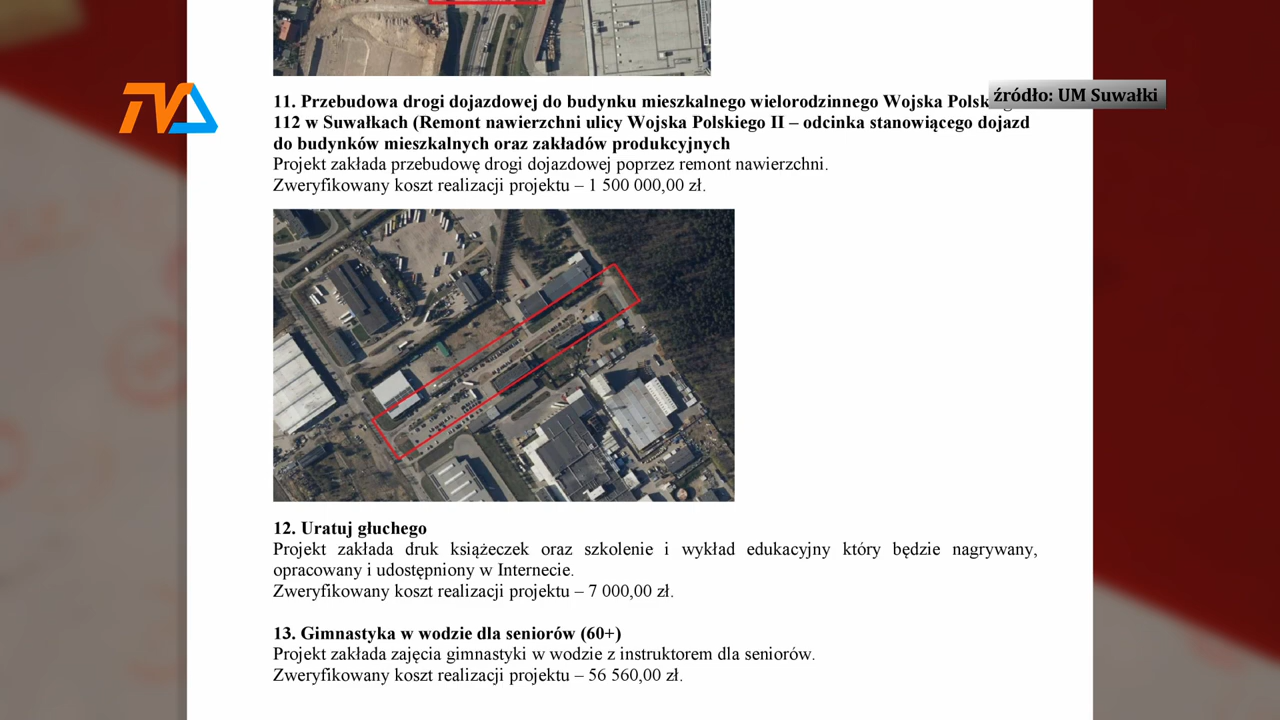 TVA
źródło: UM Suwałki
11. Przebudowa drogi dojazdowej do budynku mieszkalnego wielorodzinnego Wojska
112 w Suwałkach (Remont nawierzchni ulicy Wojska Polskiego II – odcinka stanowiącego dojazd
do budynków mieszkalnych oraz zakładów produkcyjnych
Projekt zakłada przebudowę drogi dojazdowej poprzez remont nawierzchni.
Zweryfikowany koszt realizacji projektu – 1 500 000,00 zł.
12. Uratuj głuchego
Projekt zakłada druk książeczek oraz szkolenie i wykład edukacyjny który będzie nagrywany,
opracowany i udostępniony w Internecie.
Zweryfikowany koszt realizacji projektu – 7 000,00 zł.
13. Gimnastyka w wodzie dla seniorów (60+)
Projekt zakłada zajęcia gimnastyki w wodzie z instruktorem dla seniorów.
Zweryfikowany koszt realizacji projektu – 56 560,00 zł.